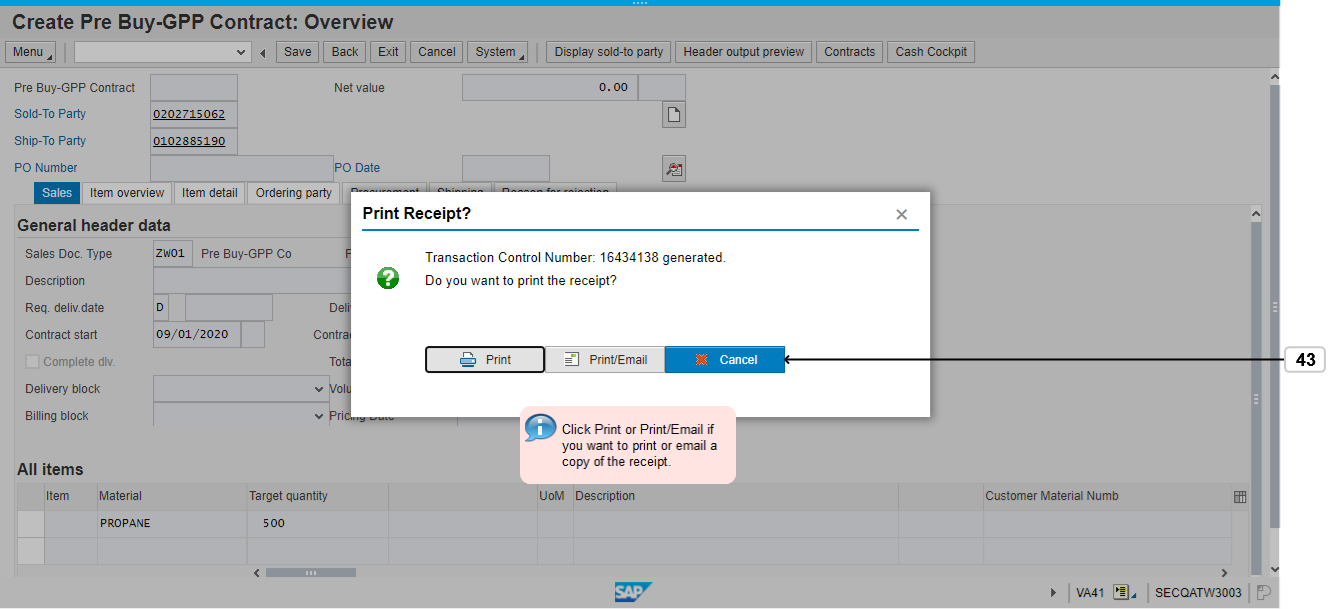 Create Pre Buy-GPP Contract: Overview
Menu Save Back Exit Cancel System Display sold-to party Header output preview Contracts Cash Cockpit
Pre Buy-GPP Contract Net value 0.00
Sold-To Party 0202715062
Ship-To Party 0102885190
PO Number PO Date
Sales Item overview Item detail Ordering party Procurement Shipping Reason for rejection
General header data
Sales Doc. Type ZW01 Pre Buy-GPP Co
Description
Req. deliv.date D
Contract start 09/01/2020
Complete dlv.
Delivery block
Billing block Pricing Date
Print Receipt?
Transaction Control Number: 16434138 generated.
Do you want to print the receipt?
Print Print/Email Cancel
43
Click Print or Print/Email if
you want to print or email a
copy of the receipt.
All items
Item Material Target quantity UoM Description Customer Material Numb
PROPANE 500
SAP VA41 SECQATW3003